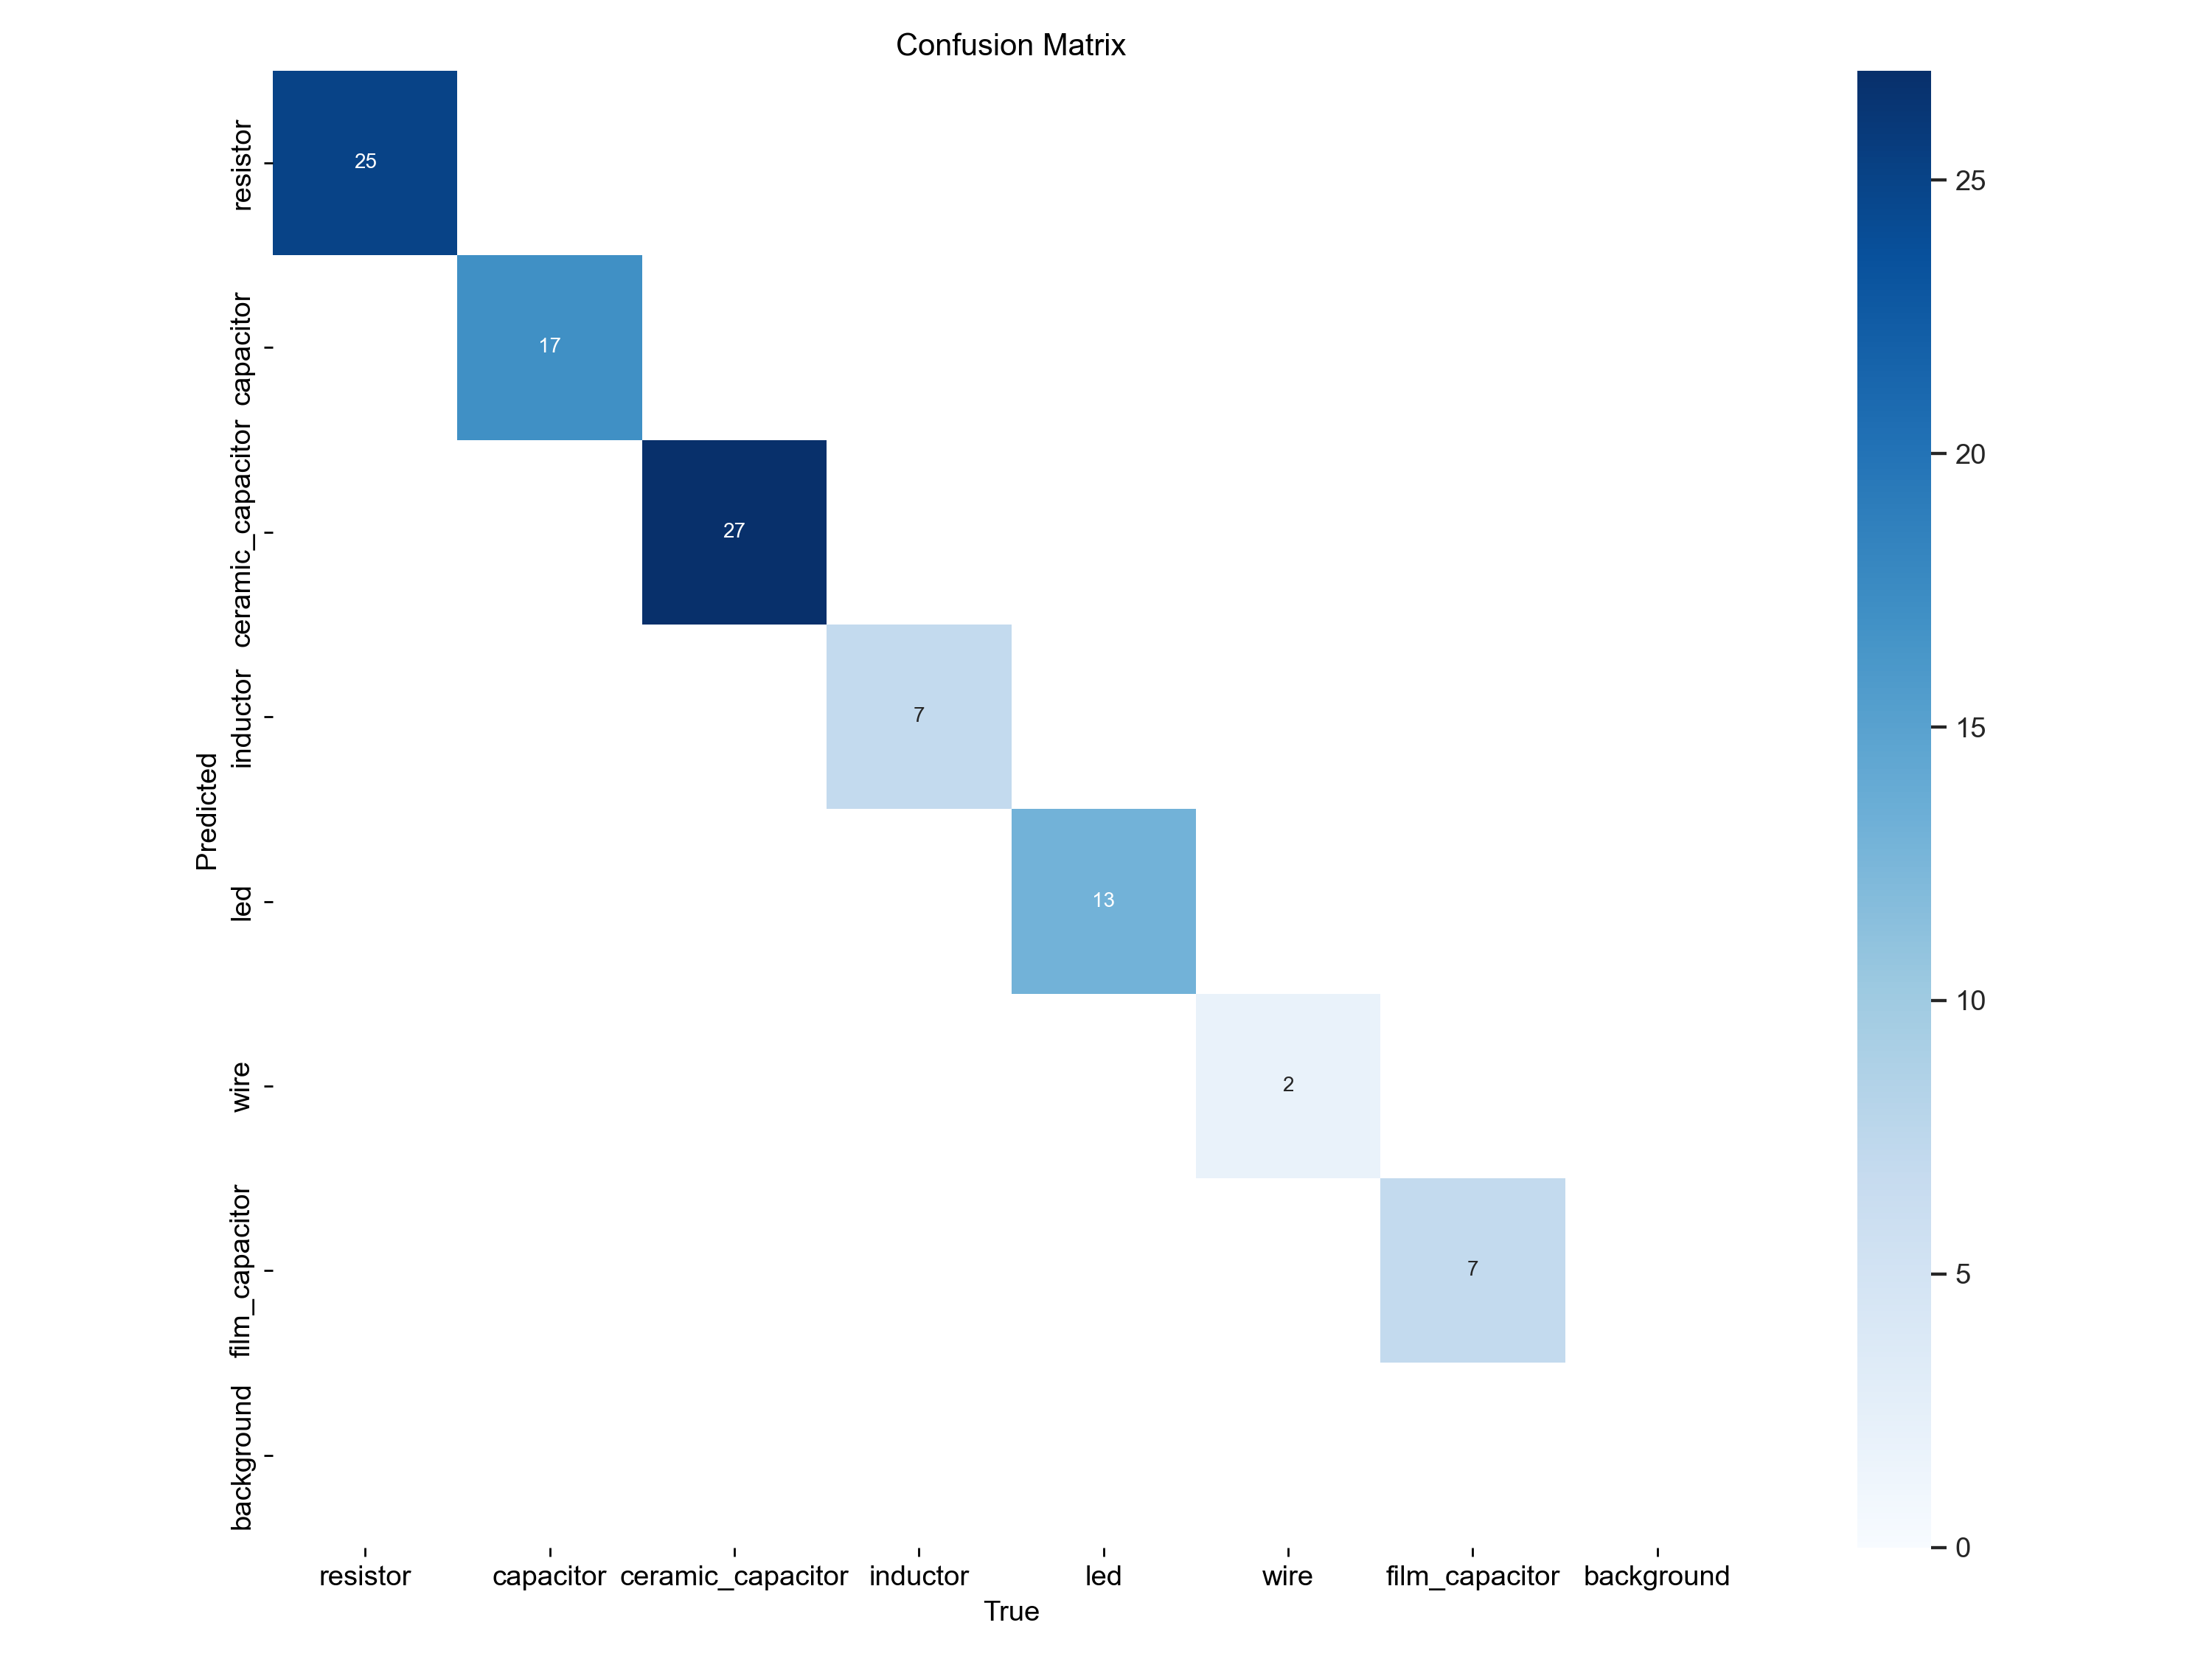 Confusion Matrix
resistor
25
capacitor
17
ceramic_capacitor
27
inductor
7
Predicted
led
13
wire
2
film_capacitor
7
background
resistor capacitor ceramic_capacitor inductor led wire film_capacitor background
True
25
20
15
10
5
0